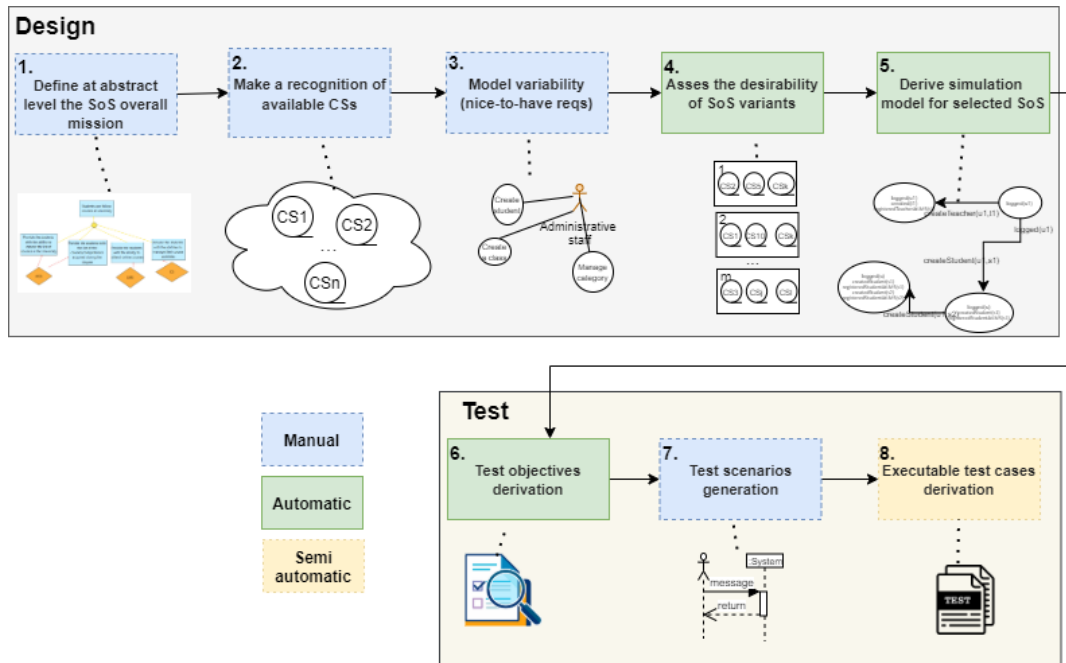 Design
1.
Define at abstract
level the SoS overall
mission
2.
Make a recognition of
available CSs
3.
Model variability
(nice-to-have reqs)
4.
Asses the desirability
of SoS variants
5.
Derive simulation
model for selected SoS
CS1
CS2
...
CSn
Create
student
Create
a class
Administrative
staff
Manage
category
1
CS2 CS5 CSk
2
CS1 CS10 CSk
...
m
CS3 CSj CSl
logged(u1)
createTeacher(u1,t1)
logged(u1)
createStudent(u1,s1)
Test
6.
Test objectives
derivation
7.
Test scenarios
generation
8.
Executable test cases
derivation
Manual
Automatic
Semi
automatic
:System
message
return
TEST